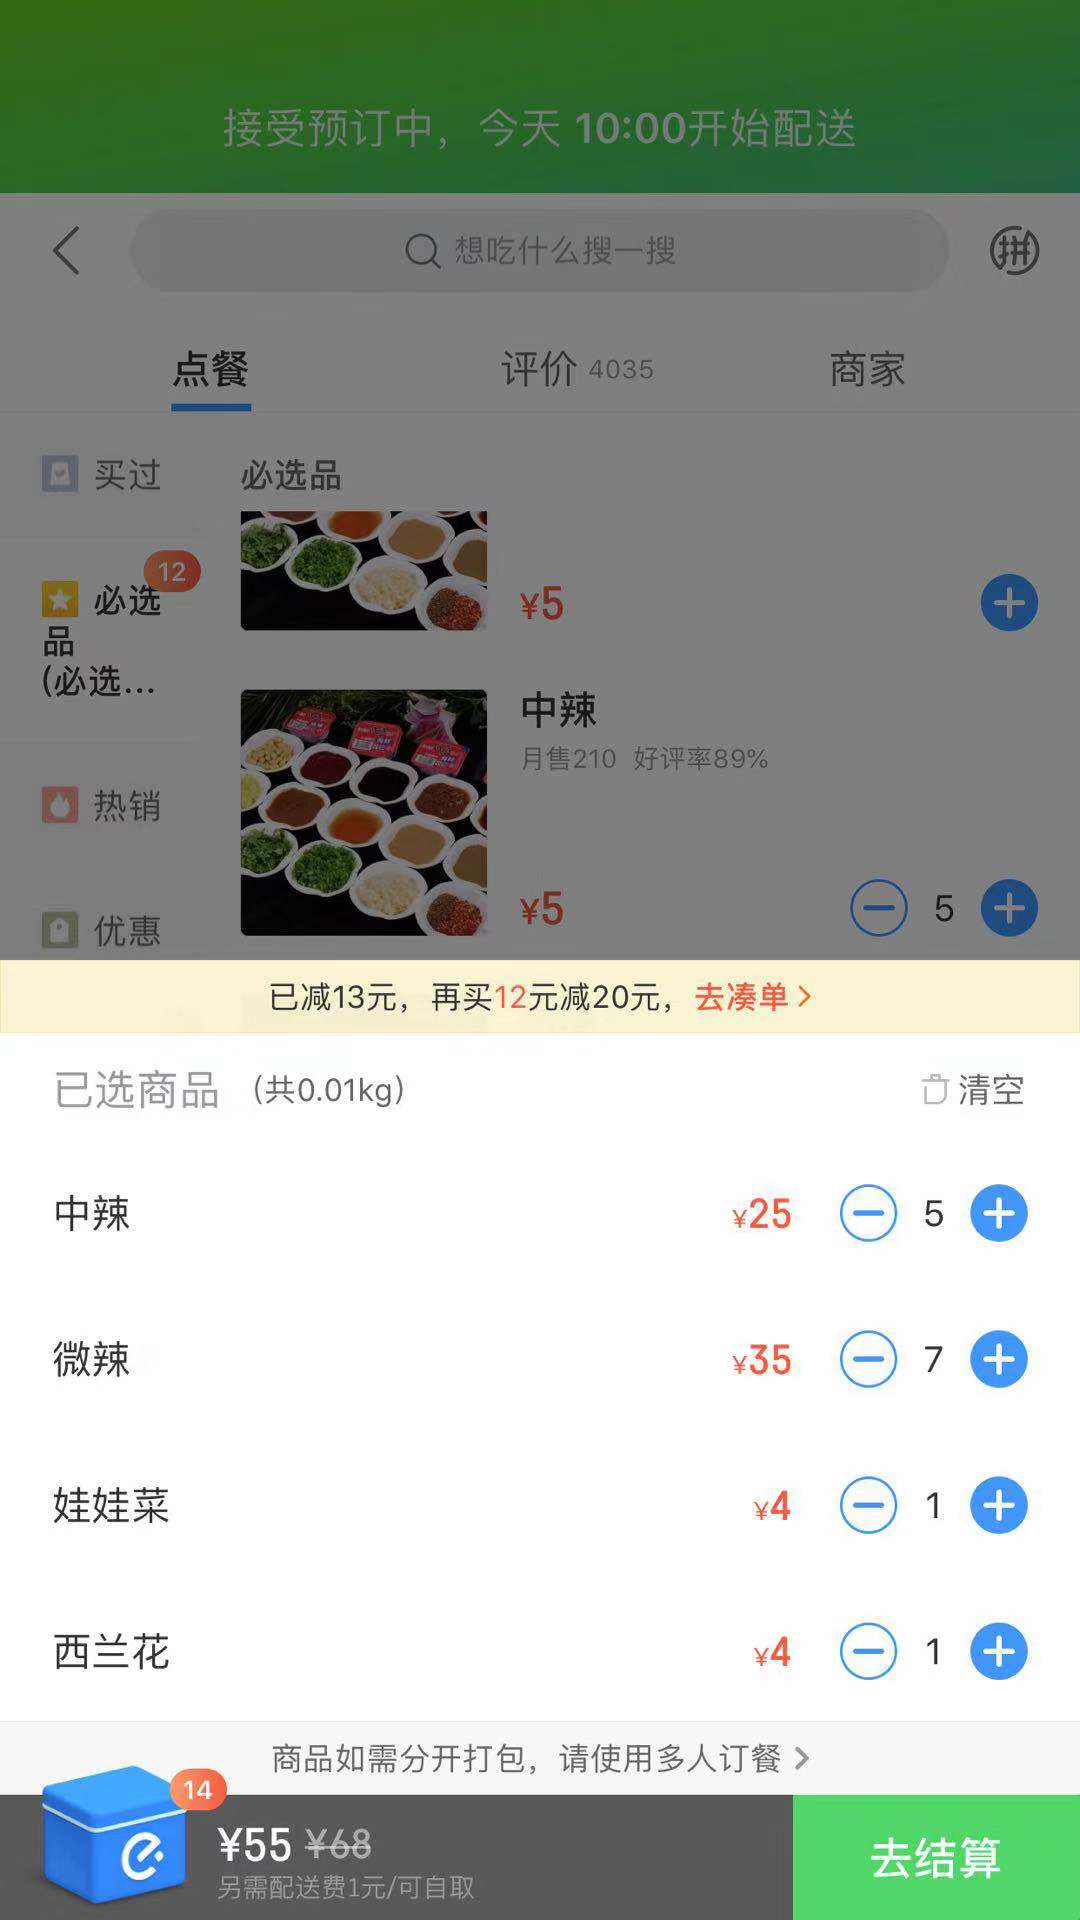 接受预订中，今天 10:00开始配送
想吃什么搜一搜
拼
点餐
评价 4035
商家
买过
12
必选
品
(必选...
热销
优惠
必选品
¥5
中辣
月售210 好评率89%
¥5
5
已减13元，再买12元减20元，去凑单
已选商品 （共0.01kg）
清空
中辣 ¥25 5
微辣 ¥35 7
娃娃菜 ¥4 1
西兰花 ¥4 1
商品如需分开打包，请使用多人订餐
14
¥55 ¥68
另需配送费1元/可自取
去结算